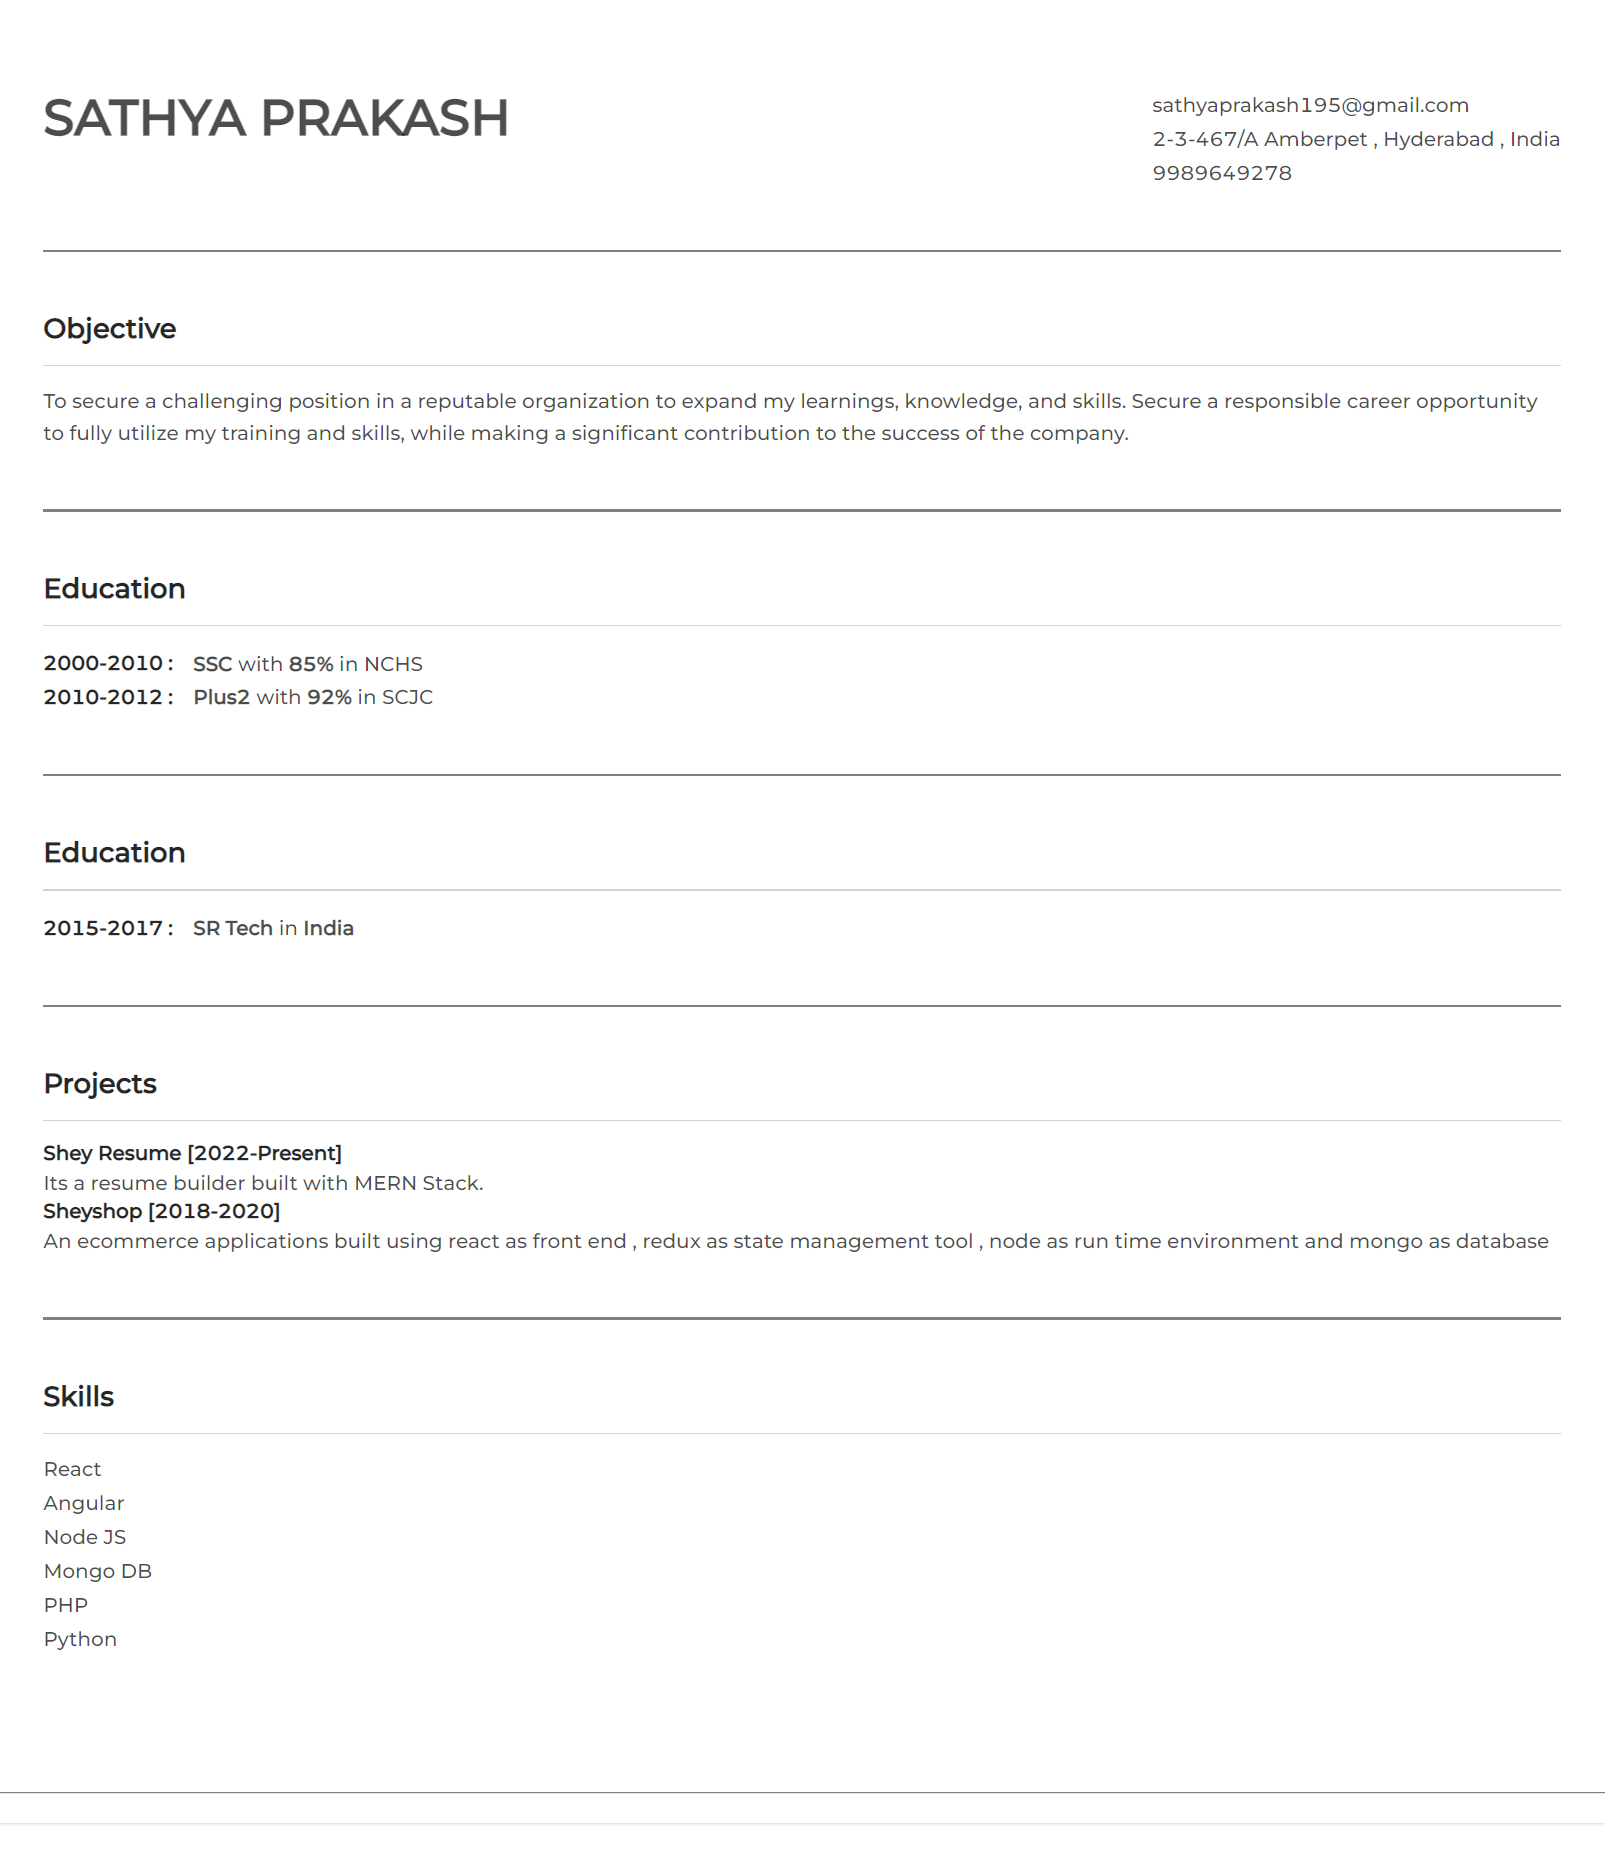 SATHYA PRAKASH
sathyaprakash195@gmail.com
2-3-467/A Amberpet , Hyderabad , India
9989649278
Objective
To secure a challenging position in a reputable organization to expand my learnings, knowledge, and skills. Secure a responsible career opportunity
to fully utilize my training and skills, while making a significant contribution to the success of the company.
Education
2000-2010 : SSC with 85% in NCHS
2010-2012 : Plus2 with 92% in SCJC
Education
2015-2017 : SR Tech in India
Projects
Shey Resume [2022-Present]
Its a resume builder built with MERN Stack.
Sheyshop [2018-2020]
An ecommerce applications built using react as front end , redux as state management tool , node as run time environment and mongo as database
Skills
React
Angular
Node JS
Mongo DB
PHP
Python